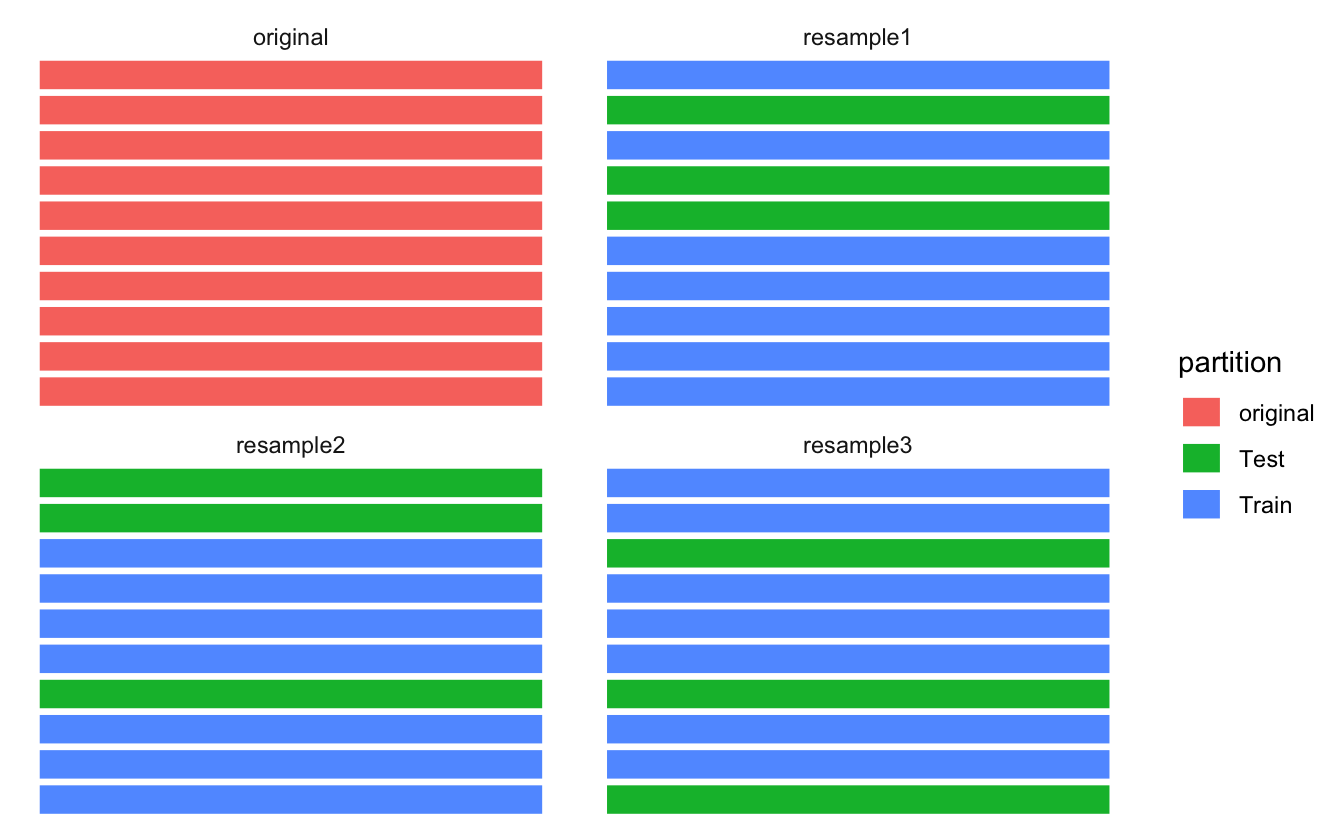 original
resample1
resample2
resample3
partition
original
Test
Train